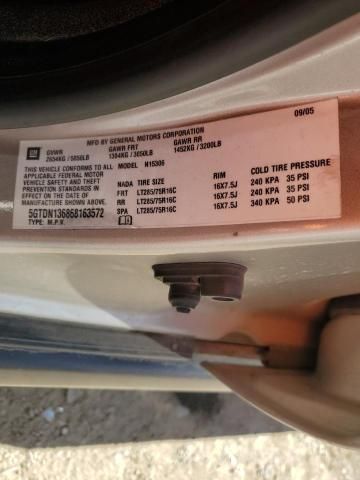 MFD BY GENERAL MOTORS CORPORATION 09/05
GM GVWR GAWR FRT GAWR RR
2654KG / 5850LB 1384KG / 3050LB 1452KG / 3200LB
THIS VEHICLE CONFORMS TO ALL MODEL N15306
APPLICABLE FEDERAL MOTOR
VEHICLE SAFETY AND THEFT
PREVENTION STANDARDS
IN EFFECT ON THE DATE OF
MANUFACTURE SHOWN ABOVE.
5GTDN136868163572
TYPE: M.P.V.
NADA TIRE SIZE RIM COLD TIRE PRESSURE
FRT LT285/75R16C 16X7.5J 240 KPA 35 PSI
RR LT285/75R16C 16X7.5J 240 KPA 35 PSI
SPA LT285/75R16C 16X7.5J 340 KPA 50 PSI